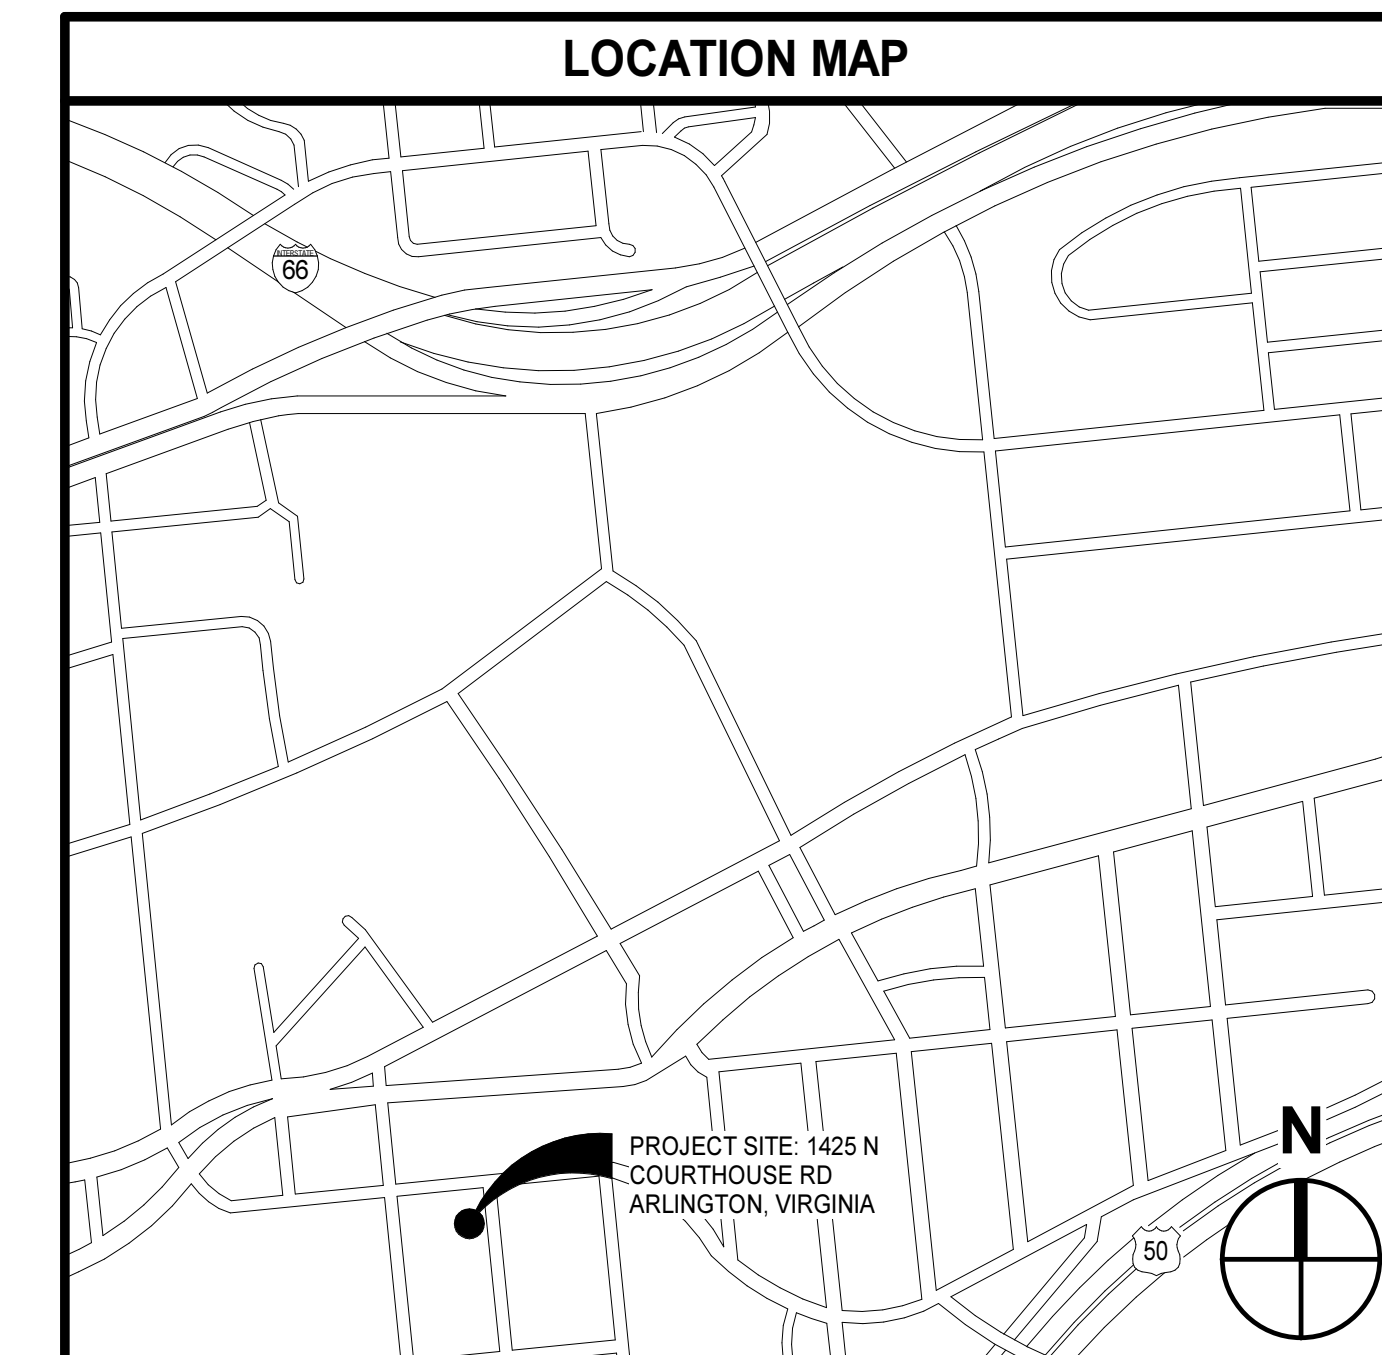 LOCATION MAP
INTERSTATE
66
PROJECT SITE: 1425 N
COURTHOUSE RD
ARLINGTON, VIRGINIA
N
50